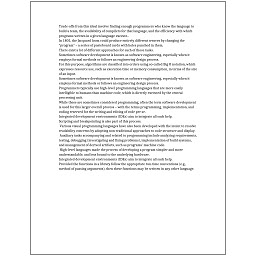 Trade-offs from this ideal involve finding enough programmers who know the language to
build a team, the availability of compilers for that language, and the efficiency with which
programs written in a given language execute.
In 1801, the Jacquard loom could produce entirely different weaves by changing the
"program" - a series of pasteboard cards with holes punched in them.
There exist a lot of different approaches for each of those tasks.
Sometimes software development is known as software engineering, especially when it
employs formal methods or follows an engineering design process.
For this purpose, algorithms are classified into orders using so-called Big O notation, which
expresses resource use, such as execution time or memory consumption, in terms of the size
of an input.
Sometimes software development is known as software engineering, especially when it
employs formal methods or follows an engineering design process.
Programmers typically use high-level programming languages that are more easily
intelligible to humans than machine code, which is directly executed by the central
processing unit.
While these are sometimes considered programming, often the term software development
is used for this larger overall process – with the terms programming, implementation, and
coding reserved for the writing and editing of code per se.
Integrated development environments (IDEs) aim to integrate all such help.
Scripting and breakpointing is also part of this process.
Various visual programming languages have also been developed with the intent to resolve
readability concerns by adopting non-traditional approaches to code structure and display.
Auxiliary tasks accompanying and related to programming include analyzing requirements,
testing, debugging (investigating and fixing problems), implementation of build systems,
and management of derived artifacts, such as programs' machine code.
High-level languages made the process of developing a program simpler and more
understandable, and less bound to the underlying hardware.
Integrated development environments (IDEs) aim to integrate all such help.
Provided the functions in a library follow the appropriate run-time conventions (e.g.,
method of passing arguments), then these functions may be written in any other language.